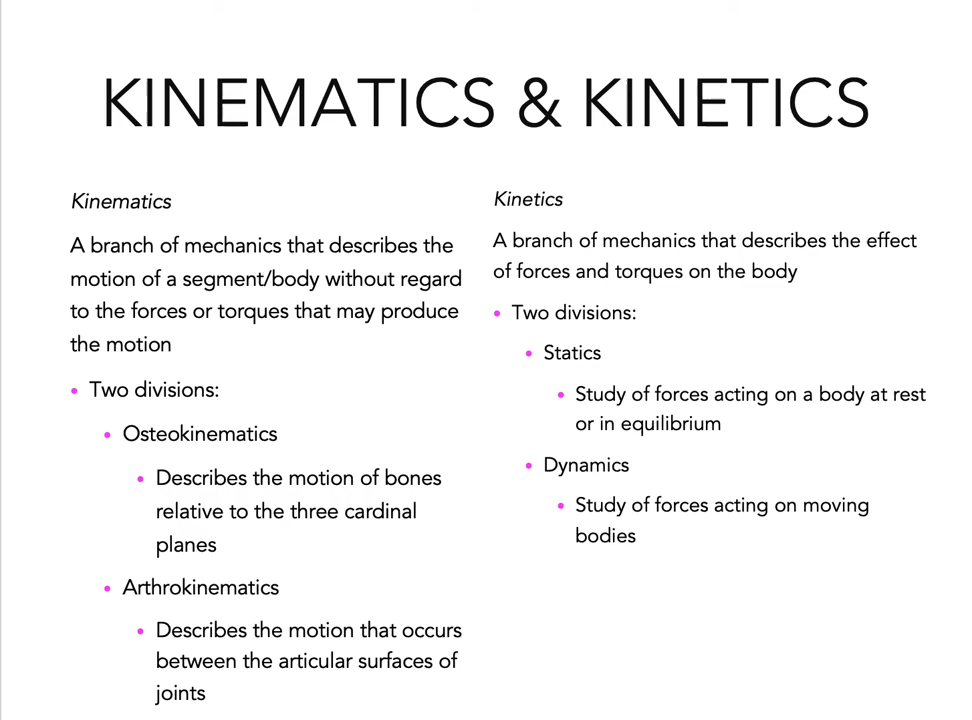 KINEMATICS & KINETICS
Kinematics
A branch of mechanics that describes the
motion of a segment/body without regard
to the forces or torques that may produce
the motion
• Two divisions:
• Osteokinematics
• Describes the motion of bones
relative to the three cardinal
planes
• Arthrokinematics
• Describes the motion that occurs
between the articular surfaces of
joints
Kinetics
A branch of mechanics that describes the effect
of forces and torques on the body
• Two divisions:
• Statics
• Study of forces acting on a body at rest
or in equilibrium
• Dynamics
• Study of forces acting on moving
bodies